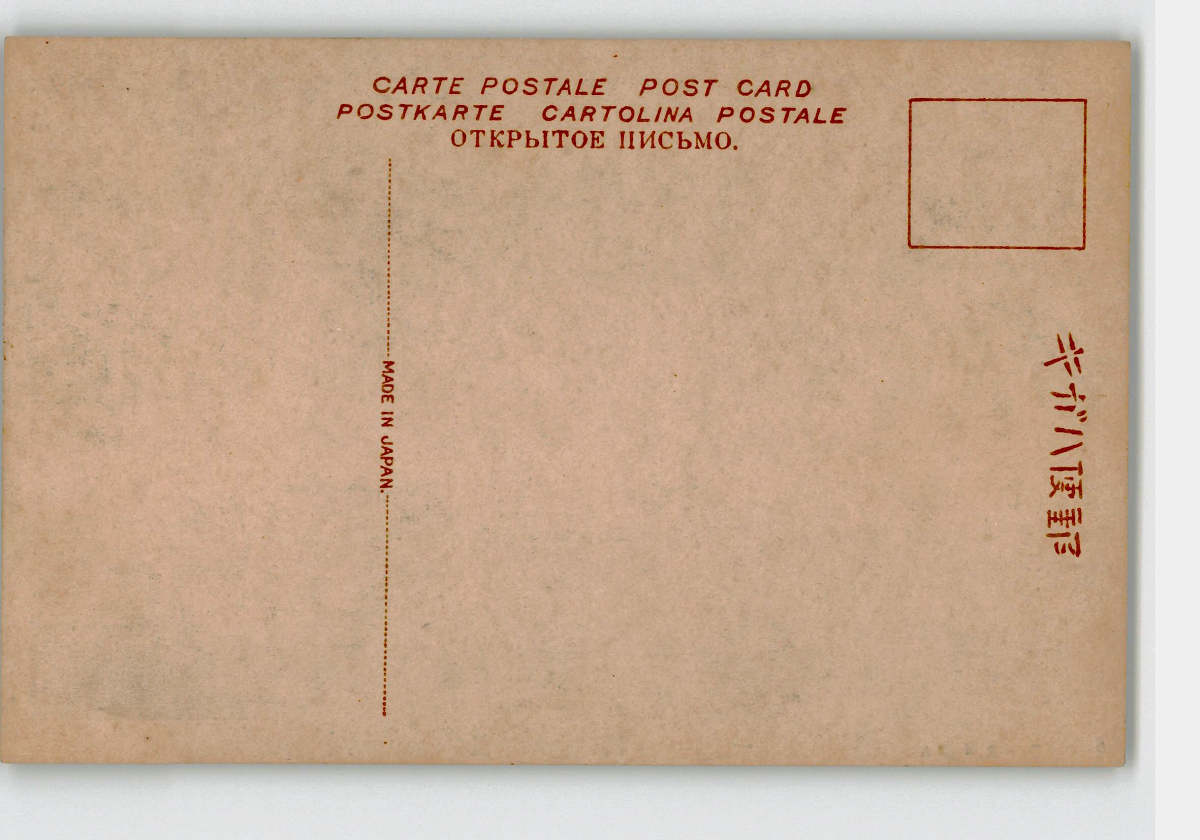 CARTE POSTALE POST CARD
POSTKARTE CARTOLINA POSTALE
ОТКРЫТОЕ ПИСЬМО.
MADE IN JAPAN.
郵便ハガキ